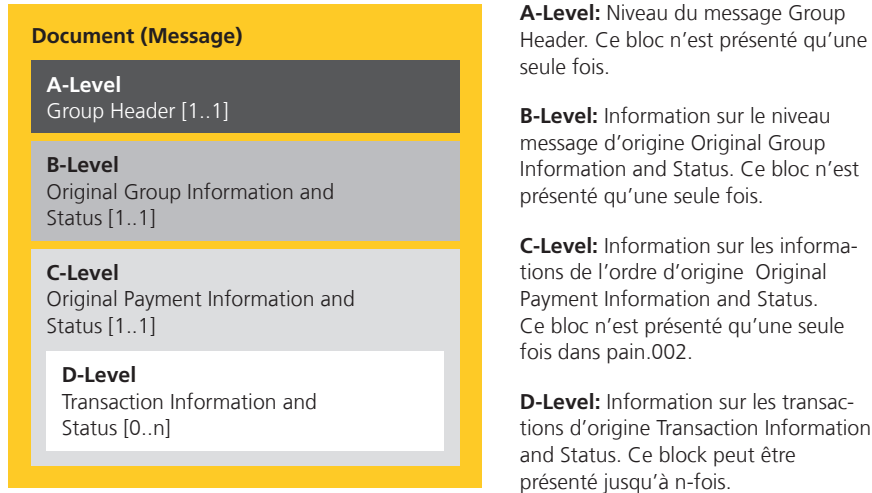 Document (Message)
A-Level
Group Header [1..1]
B-Level
Original Group Information and
Status [1..1]
C-Level
Original Payment Information and
Status [1..1]
D-Level
Transaction Information and
Status [0..n]
A-Level: Niveau du message Group
Header. Ce bloc n’est présenté qu’une
seule fois.
B-Level: Information sur le niveau
message d’origine Original Group
Information and Status. Ce bloc n’est
présenté qu’une seule fois.
C-Level: Information sur les informa-
tions de l’ordre d’origine  Original
Payment Information and Status.
Ce bloc n’est présenté qu’une seule
fois dans pain.002.
D-Level: Information sur les transac-
tions d’origine Transaction Information
and Status. Ce block peut être
présenté jusqu’à n-fois.